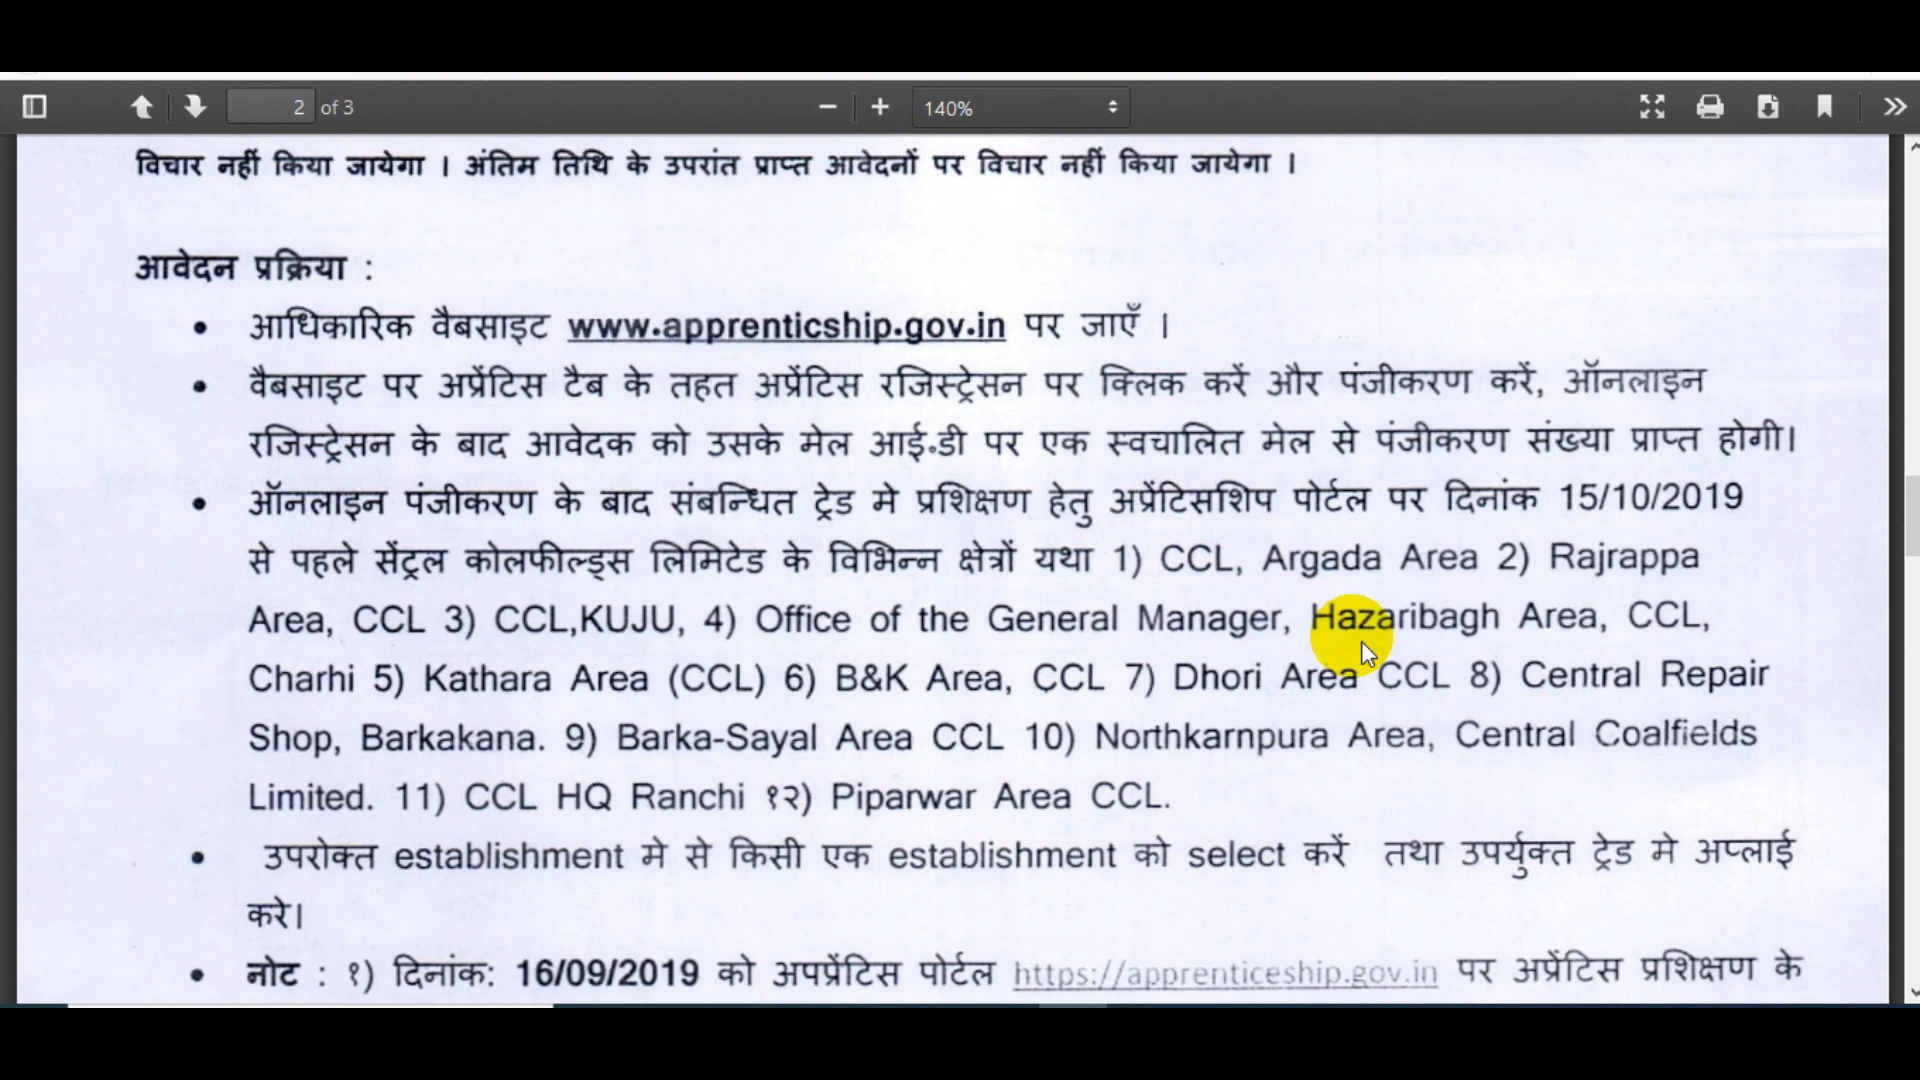 2 of 3
140%
विचार नहीं किया जायेगा । अंतिम तिथि के उपरांत प्राप्त आवेदनों पर विचार नहीं किया जायेगा ।
आवेदन प्रक्रिया :
• आधिकारिक वैबसाइट www.apprenticship.gov.in पर जाएँ ।
• वैबसाइट पर अप्रेंटिस टैब के तहत अप्रेंटिस रजिस्ट्रेसन पर क्लिक करें और पंजीकरण करें, ऑनलाइन
रजिस्ट्रेसन के बाद आवेदक को उसके मेल आई.डी पर एक स्वचालित मेल से पंजीकरण संख्या प्राप्त होगी।
• ऑनलाइन पंजीकरण के बाद संबन्धित ट्रेड मे प्रशिक्षण हेतु अप्रेंटिसशिप पोर्टल पर दिनांक 15/10/2019
से पहले सेंट्रल कोलफील्ड्स लिमिटेड के विभिन्न क्षेत्रों यथा 1) CCL, Argada Area 2) Rajrappa
Area, CCL 3) CCL,KUJU, 4) Office of the General Manager, Hazaribagh Area, CCL,
Charhi 5) Kathara Area (CCL) 6) B&K Area, CCL 7) Dhori Area CCL 8) Central Repair
Shop, Barkakana. 9) Barka-Sayal Area CCL 10) Northkarnpura Area, Central Coalfields
Limited. 11) CCL HQ Ranchi १२) Piparwar Area CCL.
• उपरोक्त establishment मे से किसी एक establishment को select करें तथा उपर्युक्त ट्रेड मे अप्लाई
करे।
• नोट : १) दिनांक: 16/09/2019 को अपप्रेंटिस पोर्टल https://apprenticeship.gov.in पर अप्रेंटिस प्रशिक्षण के